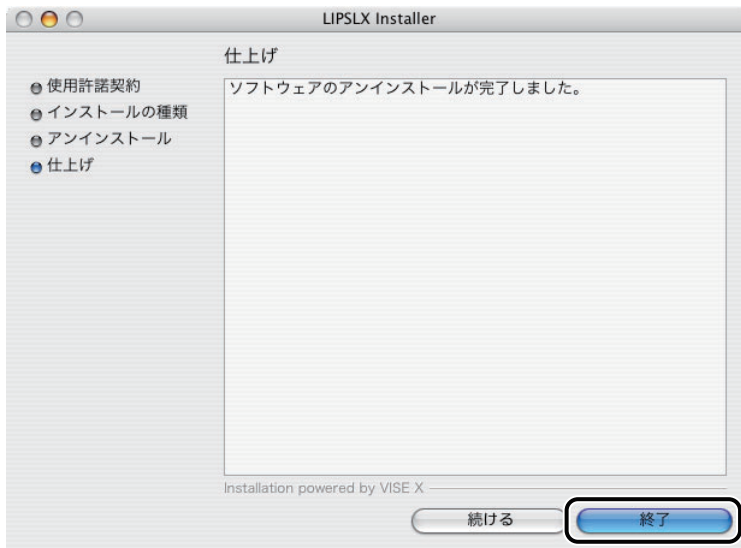 LIPSLX Installer
仕上げ
使用許諾契約
インストールの種類
アンインストール
仕上げ
ソフトウェアのアンインストールが完了しました。
Installation powered by VISE X
続ける
終了